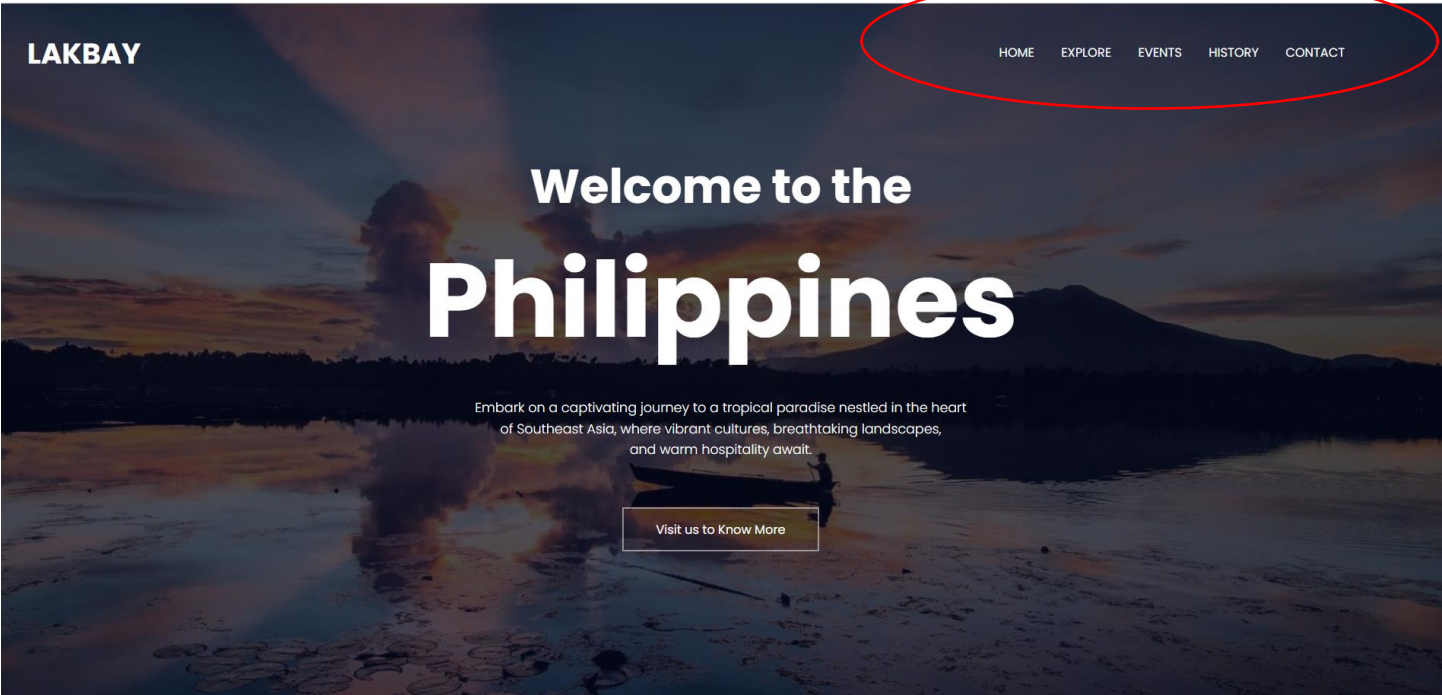 LAKBAY
HOME EXPLORE EVENTS HISTORY CONTACT
Welcome to the
Philippines
Embark on a captivating journey to a tropical paradise nestled in the heart
of Southeast Asia, where vibrant cultures, breathtaking landscapes,
and warm hospitality await.
Visit us to Know More